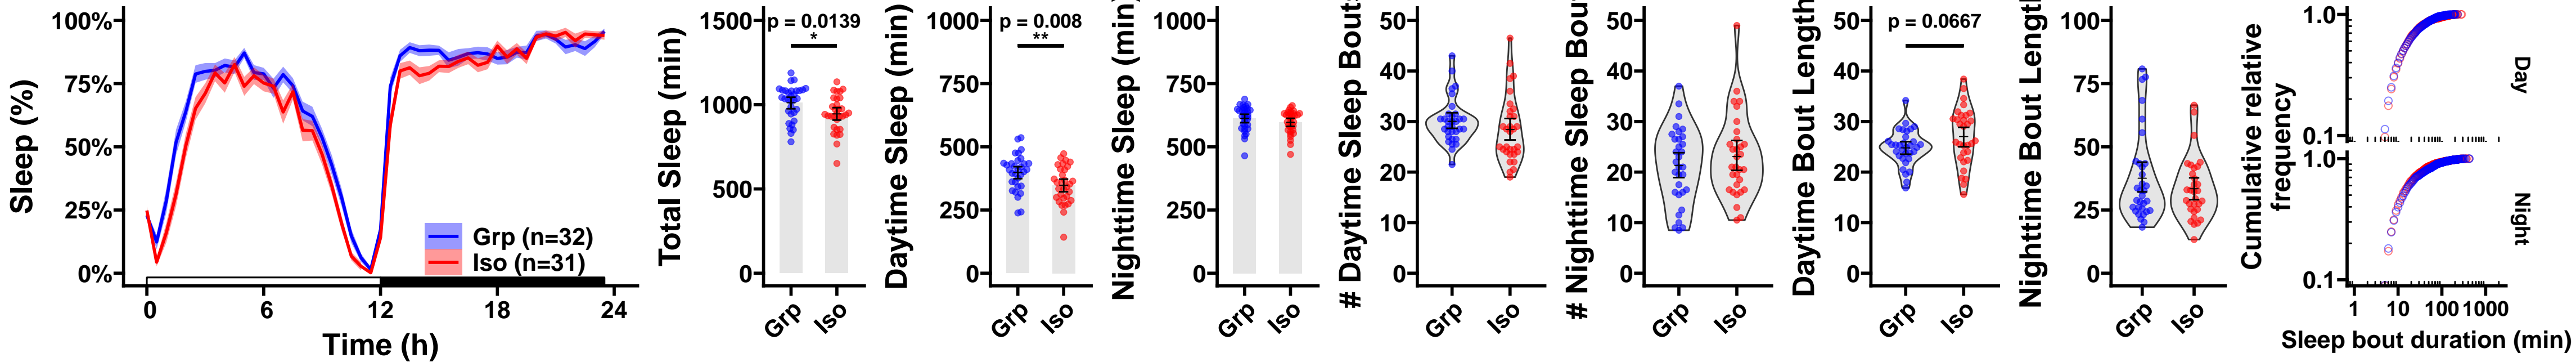 Sleep (%)
100%
75%
50%
25%
0%
Grp (n=32)
Iso (n=31)
0 6 12 18 24
Time (h)
Total Sleep (min)
1500
1000
500
0
p = 0.0139
*
Grp Iso
Daytime Sleep (min)
1000
750
500
250
0
p = 0.008
**
Grp Iso
Nighttime Sleep (min)
1000
750
500
250
0
Grp Iso
# Daytime Sleep Bouts
50
40
30
20
10
0
Grp Iso
# Nighttime Sleep Bou
50
40
30
20
10
0
Grp Iso
Daytime Bout Length
50
40
30
20
10
0
p = 0.0667
Grp Iso
Nighttime Bout Lengt
100
75
50
25
0
Grp Iso
Cumulative relative
frequency
1.0
0.1
Day
1.0
0.1
Night
1 10 100 1000
Sleep bout duration (min)